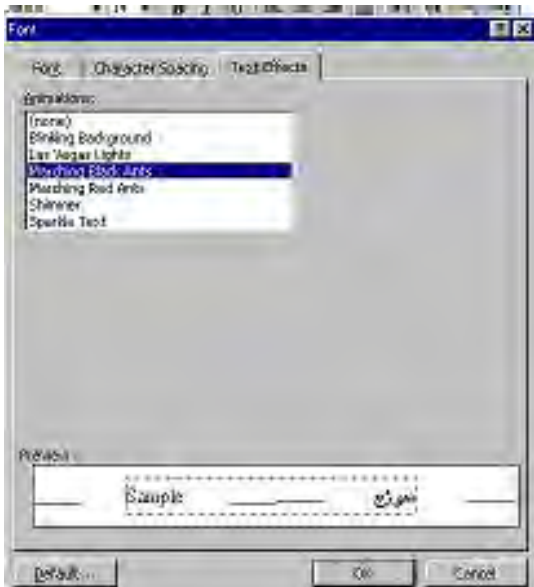 Font
Font Character Spacing Text Effects
Animations:
(none)
Blinking Background
Las Vegas Lights
Marching Black Ants
Marching Red Ants
Shimmer
Sparkle Text
Preview
Sample نموذج
Default...
OK Cancel